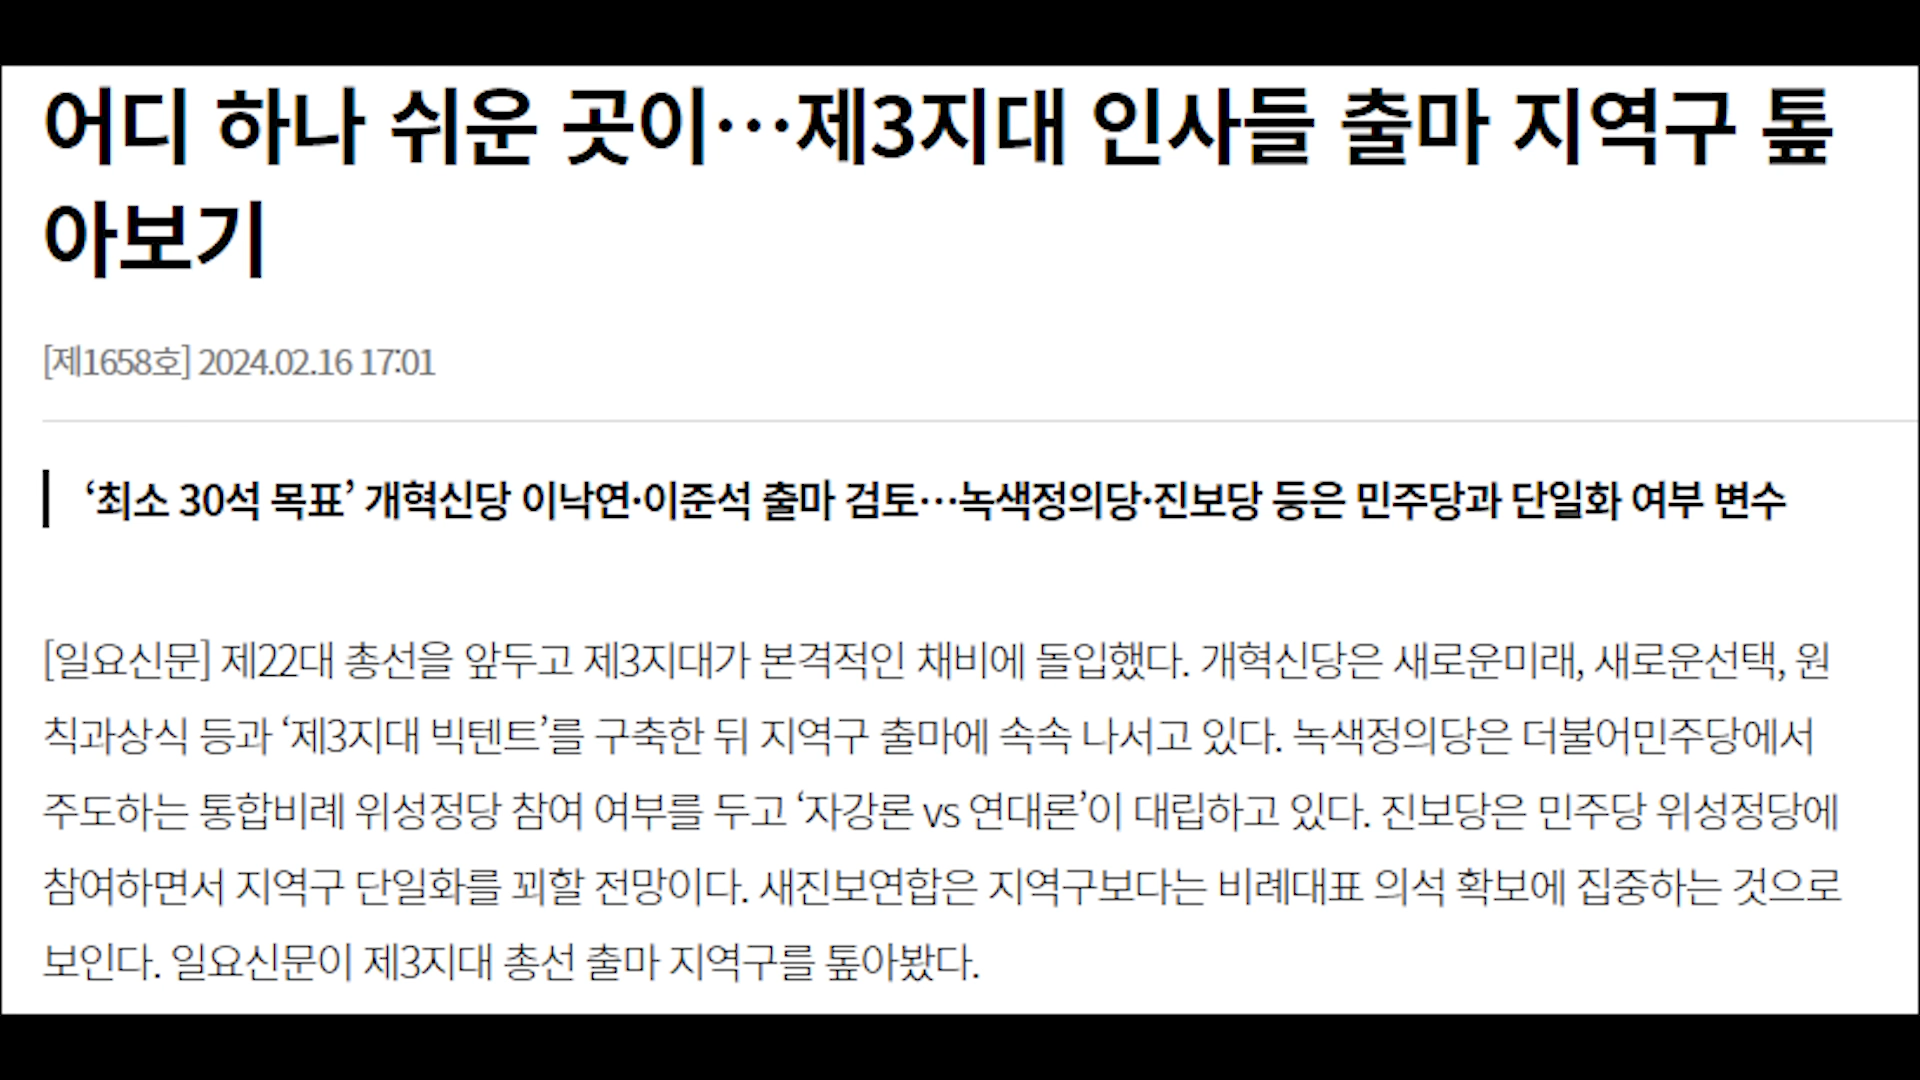 어디 하나 쉬운 곳이…제3지대 인사들 출마 지역구 톺
아보기
[제1658호] 2024.02.16 17:01
‘최소 30석 목표’ 개혁신당 이낙연·이준석 출마 검토…녹색정의당·진보당 등은 민주당과 단일화 여부 변수
[일요신문] 제22대 총선을 앞두고 제3지대가 본격적인 채비에 돌입했다. 개혁신당은 새로운미래, 새로운선택, 원
칙과상식 등과 ‘제3지대 빅텐트’를 구축한 뒤 지역구 출마에 속속 나서고 있다. 녹색정의당은 더불어민주당에서
주도하는 통합비례 위성정당 참여 여부를 두고 ‘자강론 vs 연대론’이 대립하고 있다. 진보당은 민주당 위성정당에
참여하면서 지역구 단일화를 꾀할 전망이다. 새진보연합은 지역구보다는 비례대표 의석 확보에 집중하는 것으로
보인다. 일요신문이 제3지대 총선 출마 지역구를 톺아봤다.